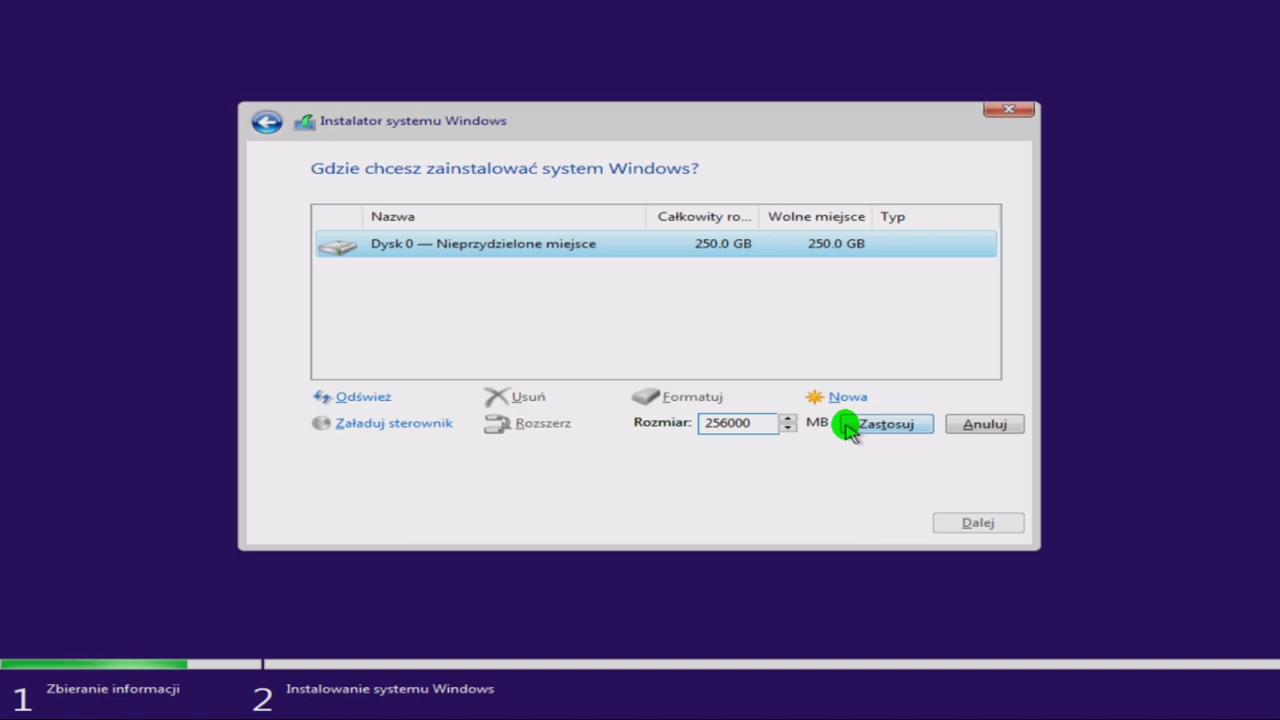 Instalator systemu Windows
Gdzie chcesz zainstalować system Windows?
Nazwa Całkowity ro... Wolne miejsce Typ
Dysk 0 — Nieprzydzielone miejsce 250.0 GB 250.0 GB
Odśwież Usuń Formatuj Nowa
Załaduj sterownik Rozszerz Rozmiar: 256000 MB Zastosuj Anuluj
Dalej
1 Zbieranie informacji 2 Instalowanie systemu Windows